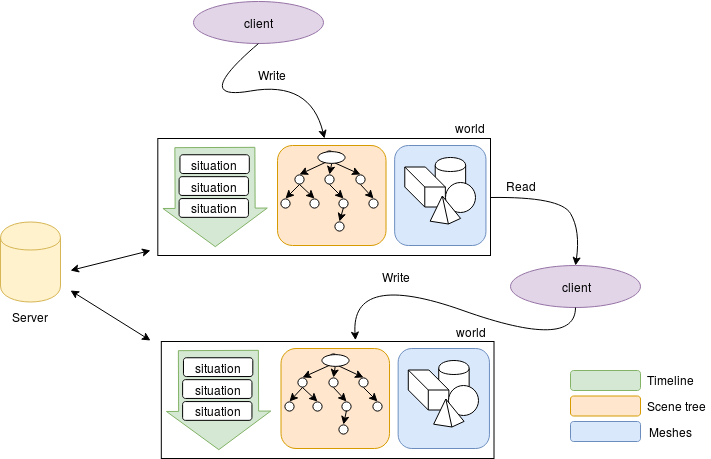 client
Write
world
situation
situation
situation
Read
Server
Write
client
world
situation
situation
situation
Timeline
Scene tree
Meshes